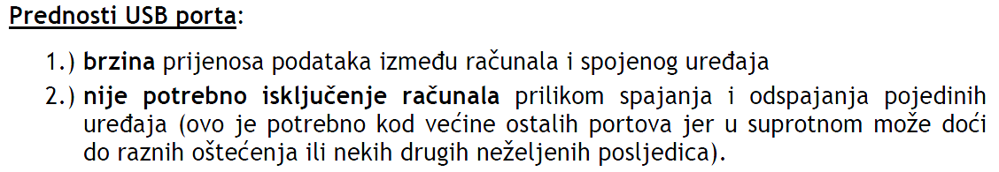 Prednosti USB porta:
1.) brzina prijenosa podataka između računala i spojenog uređaja
2.) nije potrebno isključenje računala prilikom spajanja i odspajanja pojedinih
uređaja (ovo je potrebno kod većine ostalih portova jer u suprotnom može doći
do raznih oštećenja ili nekih drugih neželjenih posljedica).